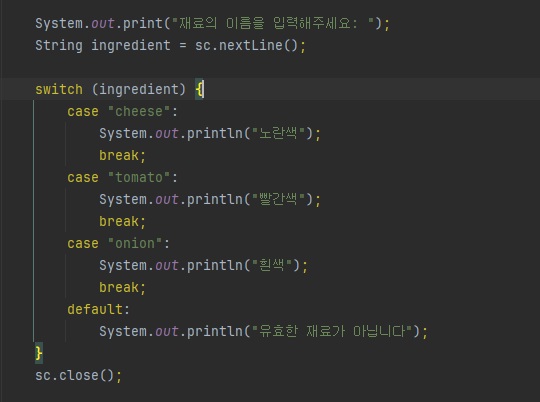 System.out.print("재료의 이름을 입력해주세요: ");
String ingredient = sc.nextLine();
switch (ingredient) {
case "cheese":
System.out.println("노란색");
break;
case "tomato":
System.out.println("빨간색");
break;
case "onion":
System.out.println("흰색");
break;
default:
System.out.println("유효한 재료가 아닙니다");
}
sc.close();